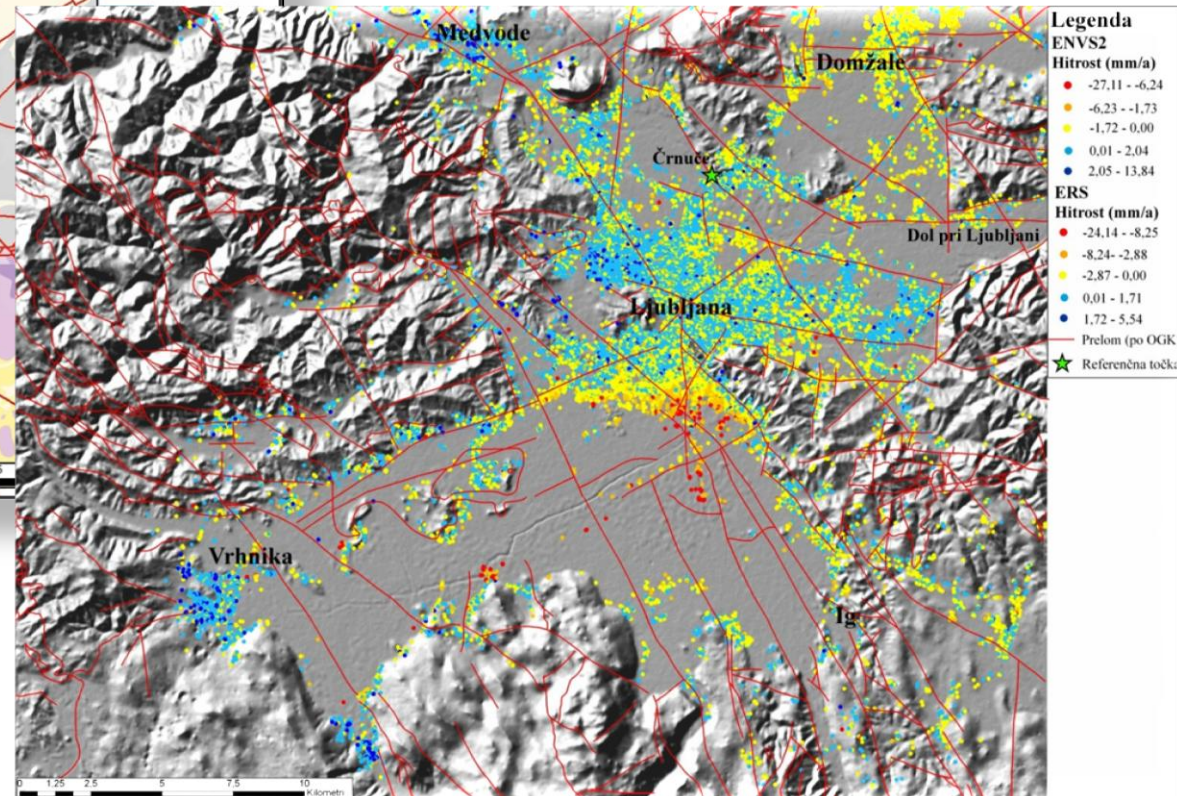 Medvode
Domžale
Črnuče
Dol pri Ljubljani
Ljubljana
Vrhnika
Ig
0 1,25 2,5 5 7,5 10
Kilometri
Legenda
ENVS2
Hitrost (mm/a)
-27,11 - -6,24
-6,23 - -1,73
-1,72 - 0,00
0,01 - 2,04
2,05 - 13,84
ERS
Hitrost (mm/a)
-24,14 - -8,25
-8,24- -2,88
-2,87 - 0,00
0,01 - 1,71
1,72 - 5,54
Prelom (po OGK
Referenčna točka